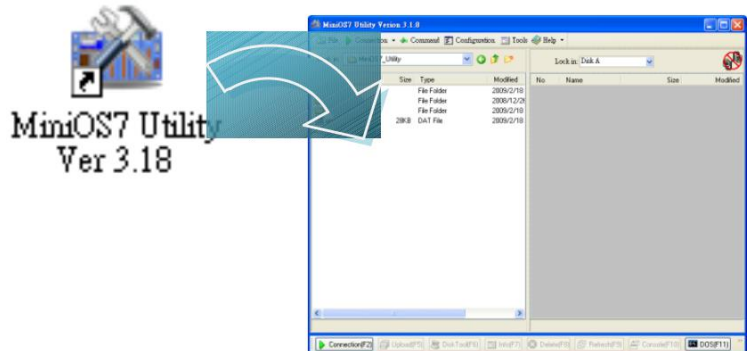 MiniOS7 Utility
Ver 3.18
MiniOS7 Utility Version 3.1.8
File Connection Command Configuration Tools Help
Utility
Look in: Disk A
Size Type Modified
No Name Size Modified
File Folder 2009/2/18
File Folder 2008/12/2
File Folder 2009/2/18
28KB DAT File 2009/2/18
Connection(F2) Upload(F5) DiskTool(F6) Info(F7) Delete(F8) Refresh(F9) Console(F10) DOS(F11)